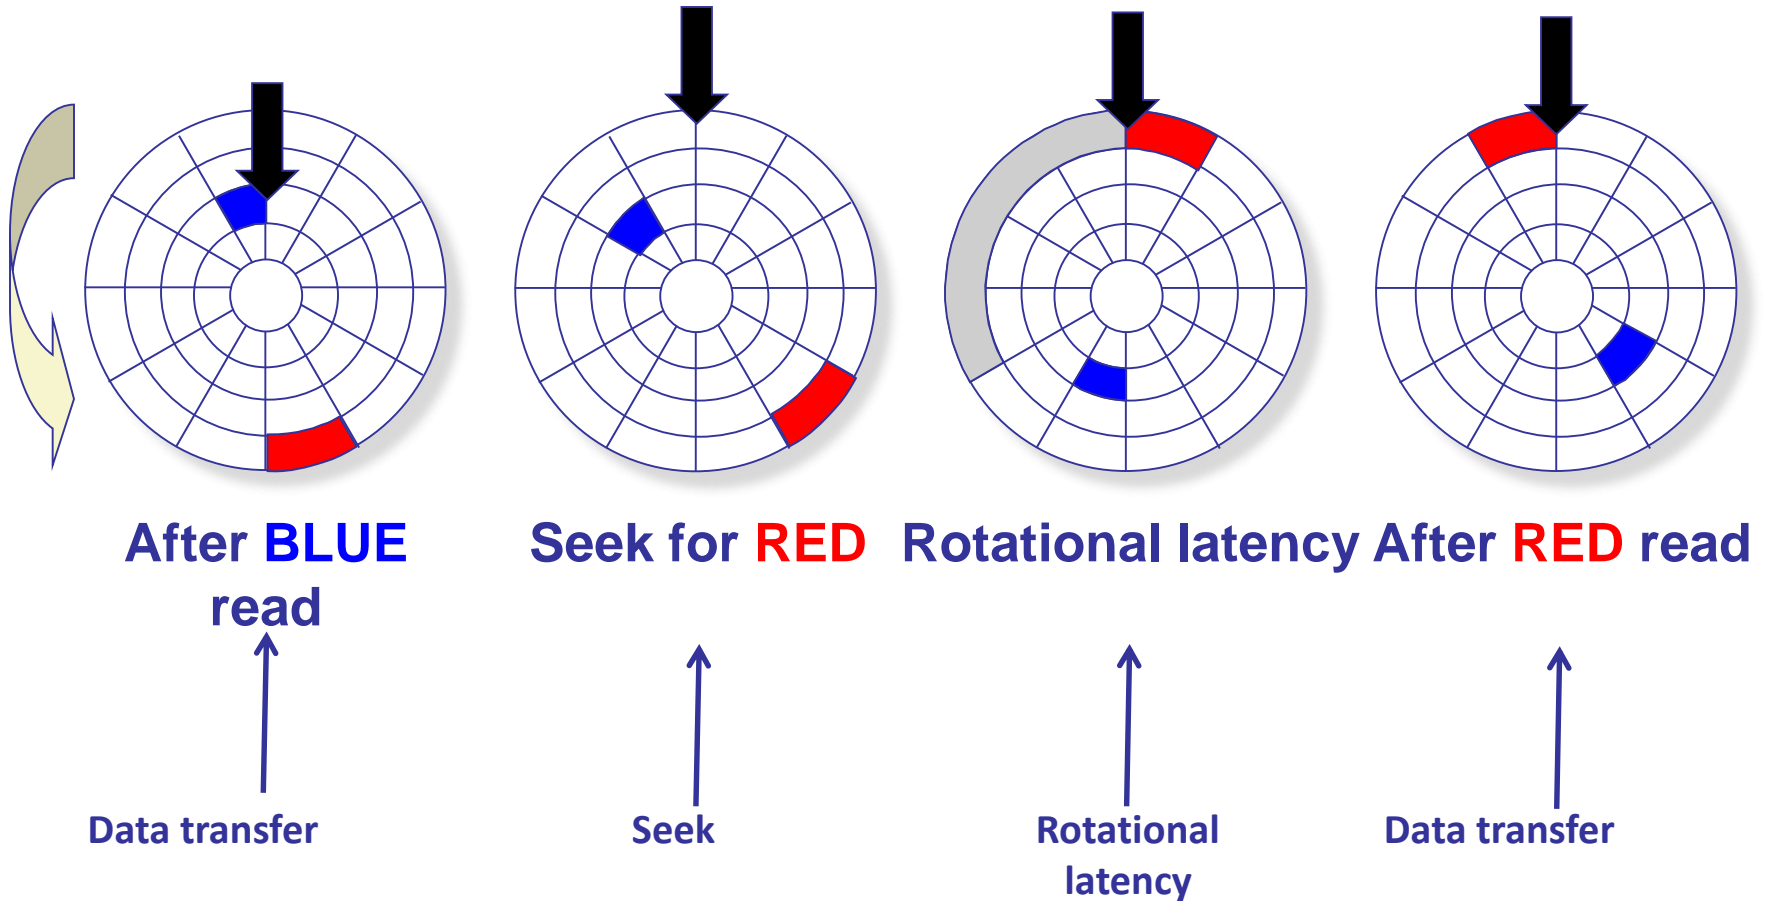 After BLUE
read
Seek for RED
Rotational latency
After RED read
Data transfer
Seek
Rotational
latency
Data transfer